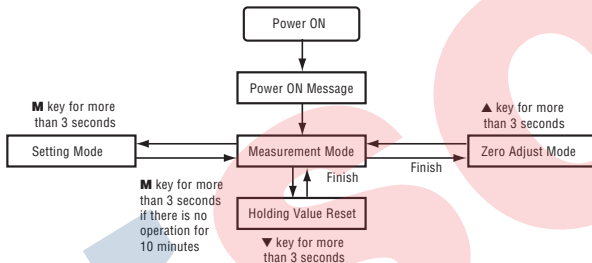 Power ON
Power ON Message
M key for more
than 3 seconds
▲ key for more
than 3 seconds
Setting Mode
Measurement Mode
Zero Adjust Mode
Finish
Finish
M key for more
than 3 seconds
if there is no
operation for
10 minutes
Holding Value Reset
▼ key for more
than 3 seconds